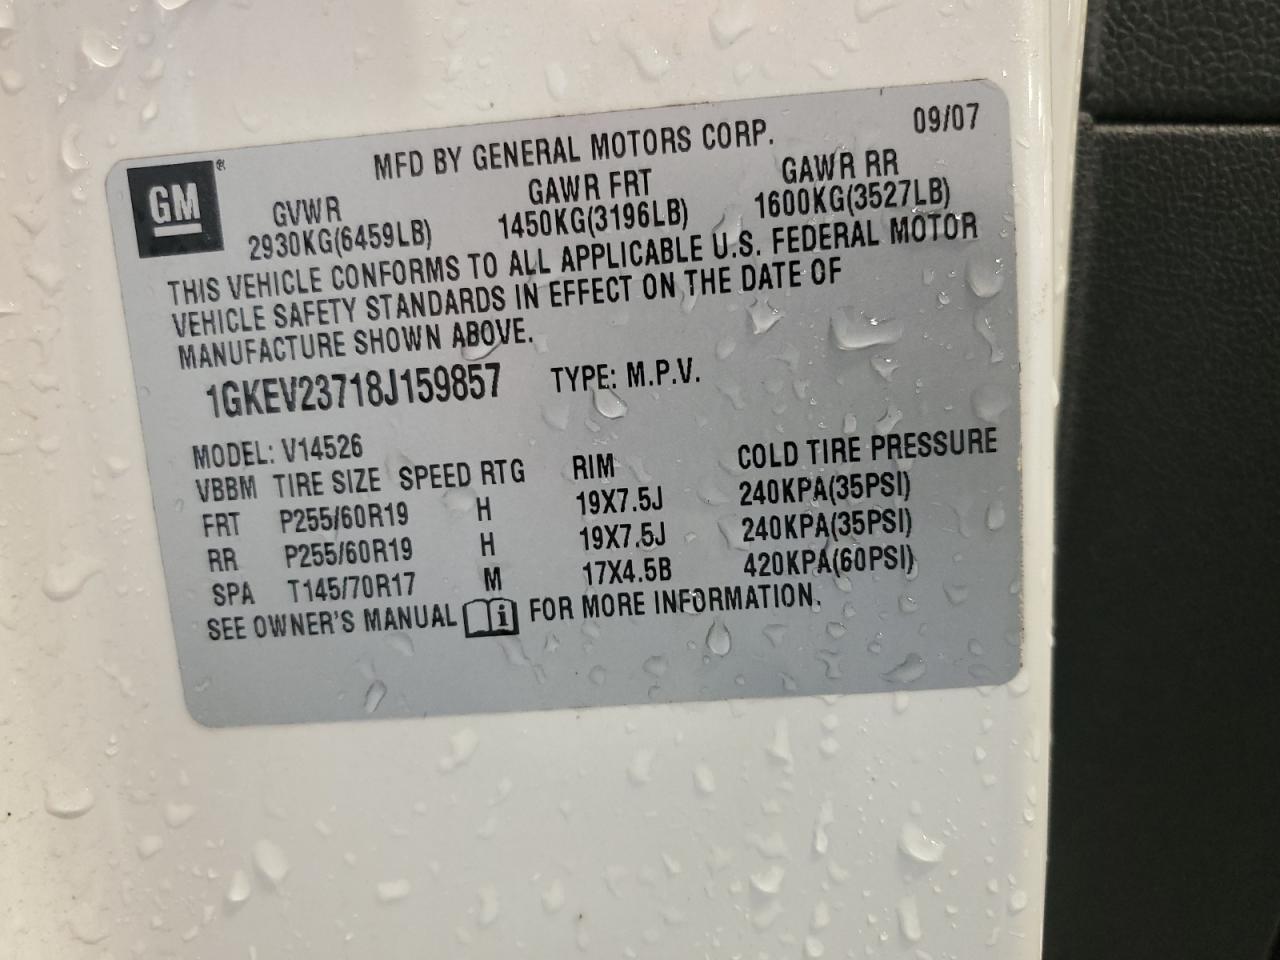 GM®
MFD BY GENERAL MOTORS CORP. 09/07
GVWR GAWR FRT GAWR RR
2930KG(6459LB) 1450KG(3196LB) 1600KG(3527LB)
THIS VEHICLE CONFORMS TO ALL APPLICABLE U.S. FEDERAL MOTOR
VEHICLE SAFETY STANDARDS IN EFFECT ON THE DATE OF
MANUFACTURE SHOWN ABOVE.
1GKEV23718J159857 TYPE: M.P.V.
MODEL: V14526
VBBM TIRE SIZE SPEED RTG RIM COLD TIRE PRESSURE
FRT P255/60R19 H 19X7.5J 240KPA(35PSI)
RR P255/60R19 H 19X7.5J 240KPA(35PSI)
SPA T145/70R17 M 17X4.5B 420KPA(60PSI)
SEE OWNER'S MANUAL i FOR MORE INFORMATION.